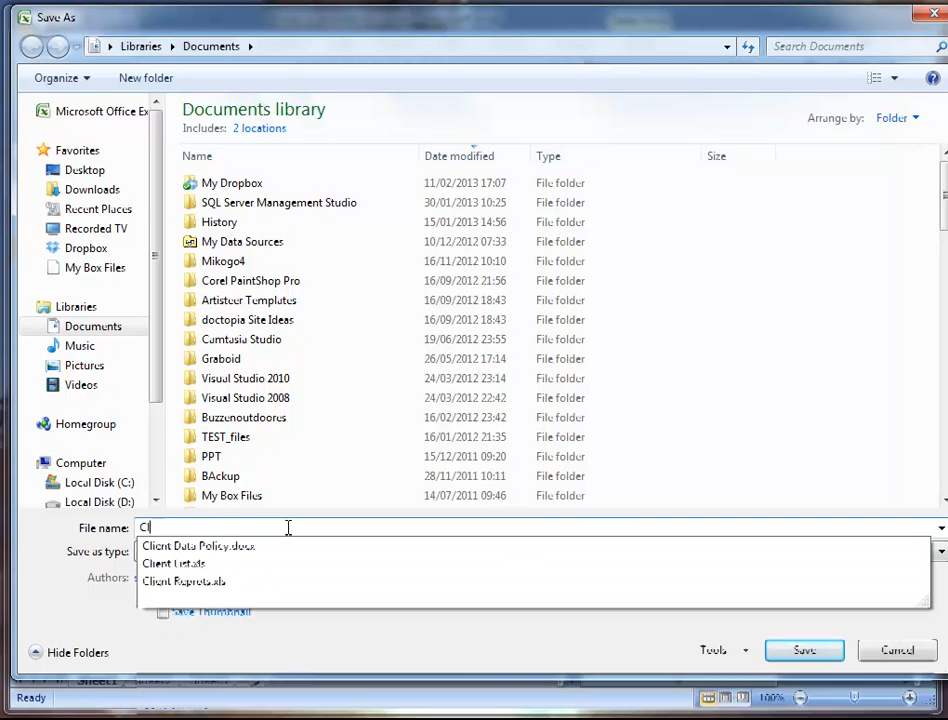 Save As
Libraries Documents Search Documents
Organize New folder
Microsoft Office Ex Documents library
Includes: 2 locations Arrange by: Folder
Favorites Name Date modified Type Size
Desktop My Dropbox 11/02/2013 17:07 File folder
Downloads SQL Server Management Studio 30/01/2013 10:25 File folder
Recent Places History 15/01/2013 14:56 File folder
Recorded TV My Data Sources 10/12/2012 07:33 File folder
Dropbox Mikogo4 16/11/2012 10:10 File folder
My Box Files Corel PaintShop Pro 16/09/2012 21:56 File folder
Libraries Artisteer Templates 16/09/2012 18:43 File folder
Documents doctopia Site Ideas 16/09/2012 18:43 File folder
Music Camtasia Studio 19/06/2012 23:55 File folder
Pictures Graboid 26/05/2012 17:14 File folder
Videos Visual Studio 2010 24/03/2012 23:14 File folder
Visual Studio 2008 24/03/2012 22:42 File folder
Homegroup Buzzenoutdoores 16/02/2012 23:42 File folder
TEST_files 16/01/2012 21:35 File folder
Computer PPT 15/12/2011 09:20 File folder
Local Disk (C:) BAckup 28/11/2011 10:11 File folder
Local Disk (D:) My Box Files 14/07/2011 09:46 File folder
File name: Cl
Client Data Policy.docx
Save as type:
Client List.xls
Authors: Client Reprots.xls
Save Thumbnail
Hide Folders Tools Save Cancel
Sheet1
Ready 100%